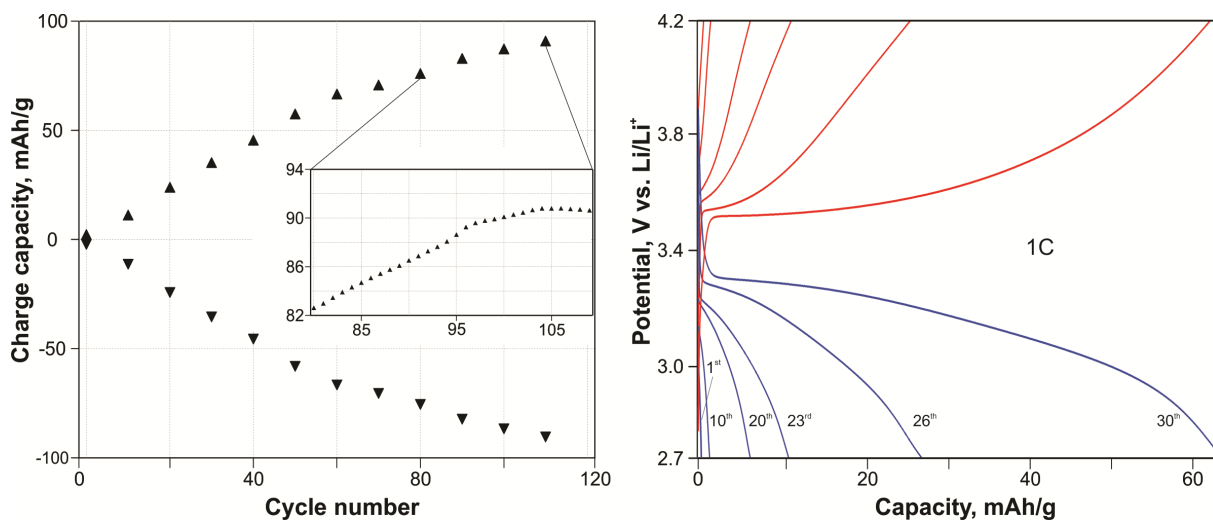 100
50
0
-50
-100
Charge capacity, mAh/g
0
40
80
120
Cycle number
94
90
86
82
85
95
105
4.2
3.8
3.4
3.0
2.7
Potential, V vs. Li/Li⁺
1C
1ˢᵗ
10ᵗʰ
20ᵗʰ
23ʳᵈ
26ᵗʰ
30ᵗʰ
0
20
40
60
Capacity, mAh/g